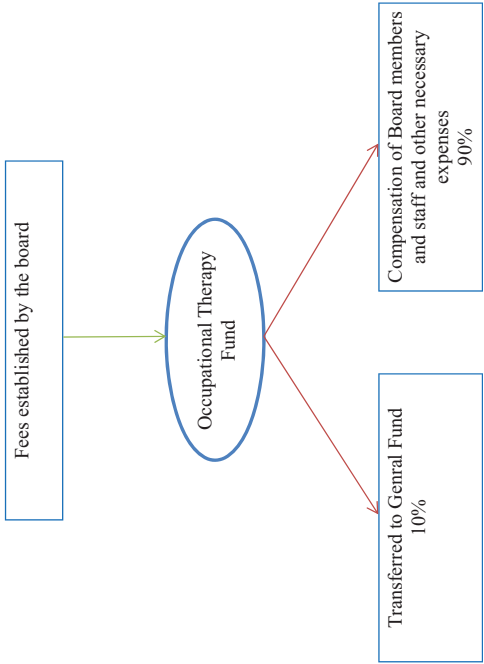 Fees established by the board
Occupational Therapy
Fund
Transferred to Genral Fund
10%
Compensation of Board members
and staff and other necessary
expenses
90%